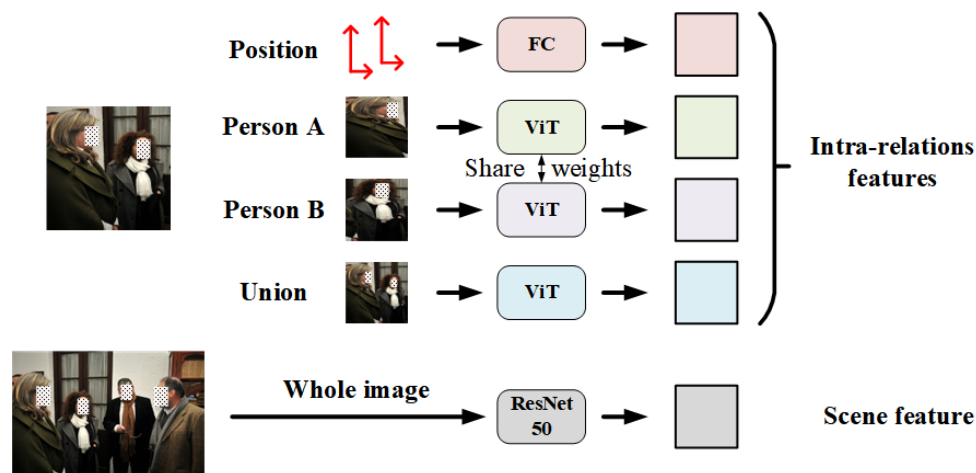 Position
FC
Person A
ViT
Share weights
Intra-relations
features
Person B
ViT
Union
ViT
Whole image
ResNet
50
Scene feature